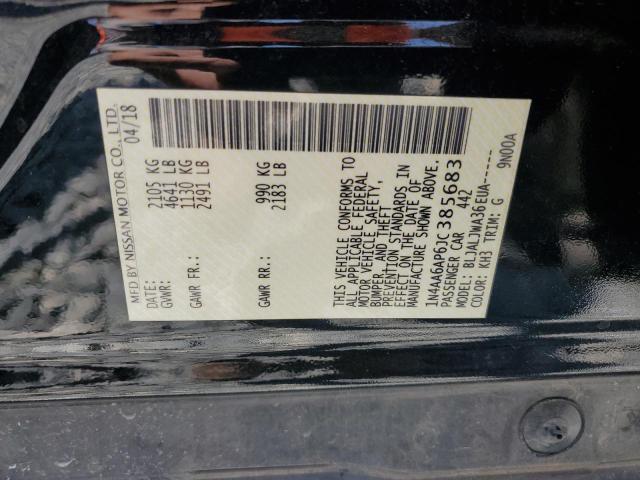 MFD BY NISSAN MOTOR CO., LTD.
04/18
DATE: 2105 KG
GVWR: 4641 LB
GAWR FR.: 1130 KG
2491 LB
GAWR RR.: 990 KG
2183 LB
THIS VEHICLE CONFORMS TO
ALL APPLICABLE FEDERAL
MOTOR VEHICLE SAFETY,
BUMPER, AND THEFT
PREVENTION STANDARDS IN
EFFECT ON THE DATE OF
MANUFACTURE SHOWN ABOVE.
1N4AA6AP6JC385683
PASSENGER CAR 442
MODEL: BLJALJWA36EUA-----
COLOR: KH3 TRIM: G 9N00A